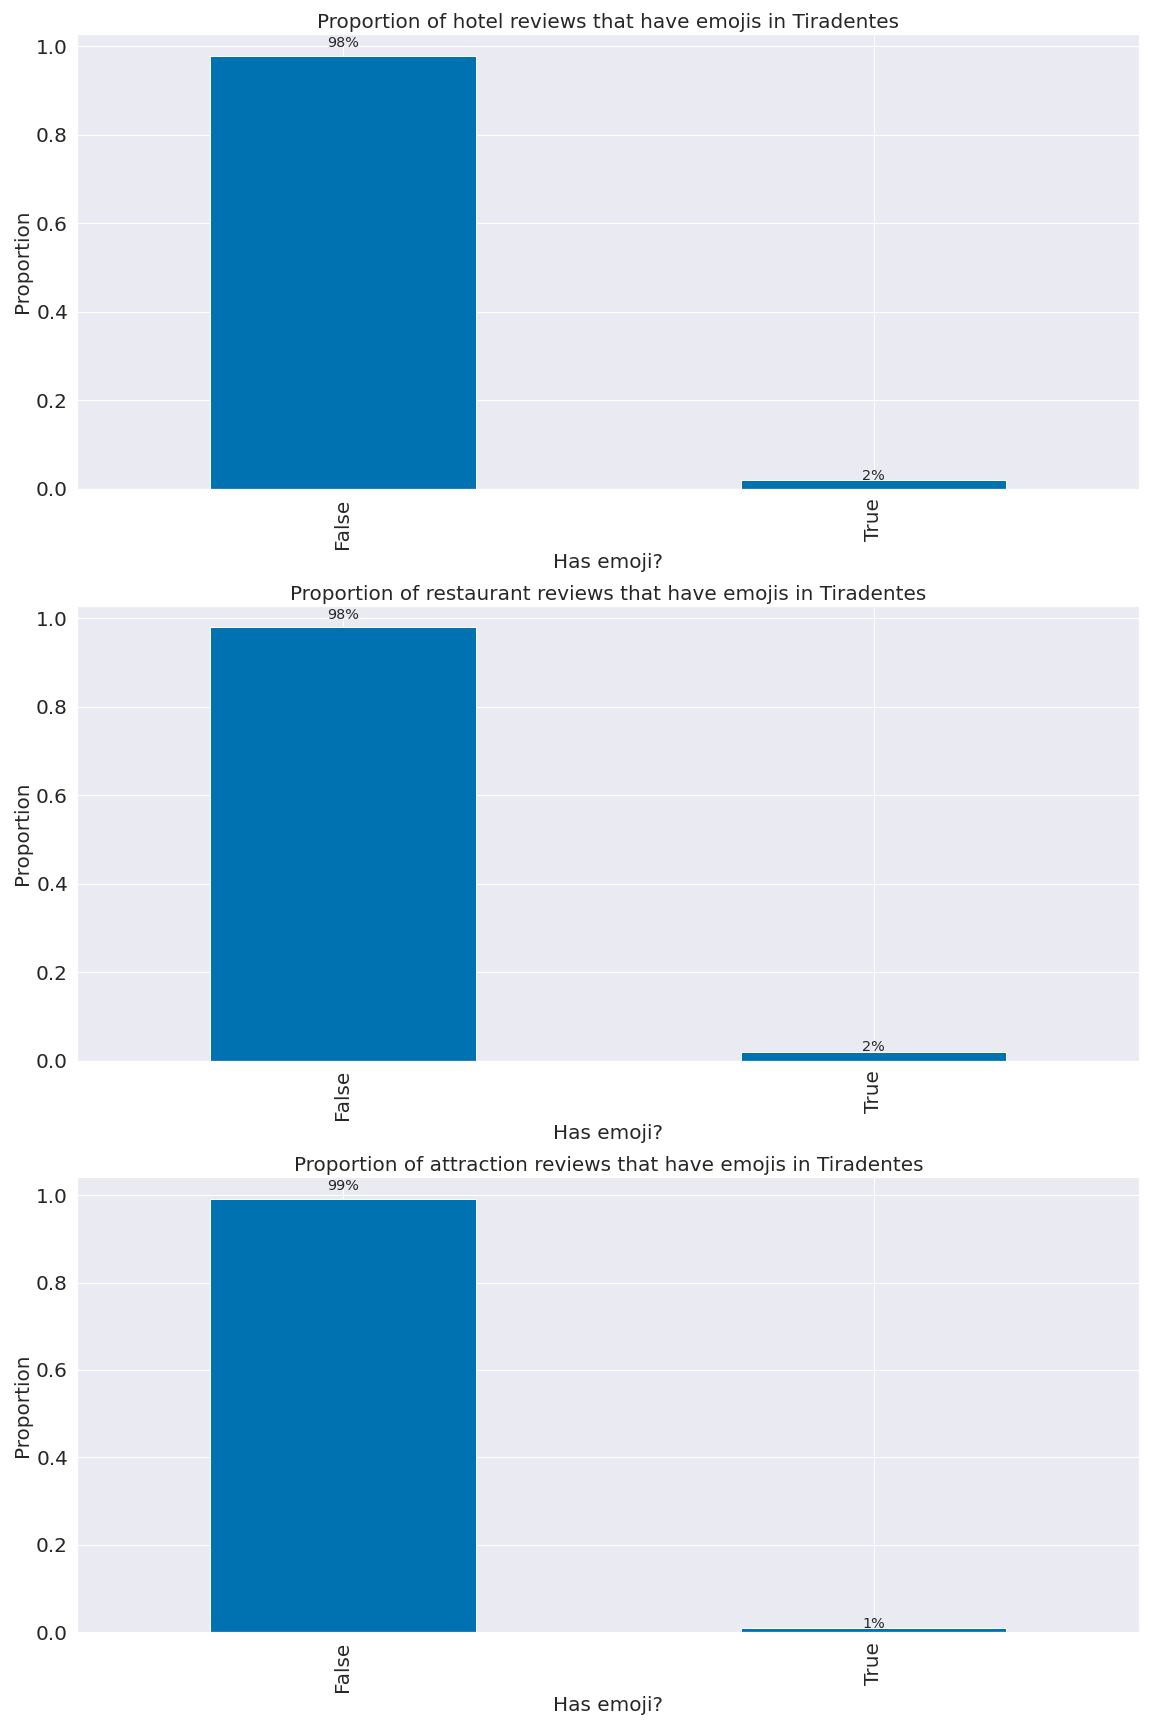 Proportion of hotel reviews that have emojis in Tiradentes
98%
1.0
0.8
0.6
0.4
0.2
2%
0.0
Proportion
False
True
Has emoji?
Proportion of restaurant reviews that have emojis in Tiradentes
98%
1.0
0.8
0.6
0.4
0.2
2%
0.0
Proportion
False
True
Has emoji?
Proportion of attraction reviews that have emojis in Tiradentes
99%
1.0
0.8
0.6
0.4
0.2
1%
0.0
Proportion
False
True
Has emoji?